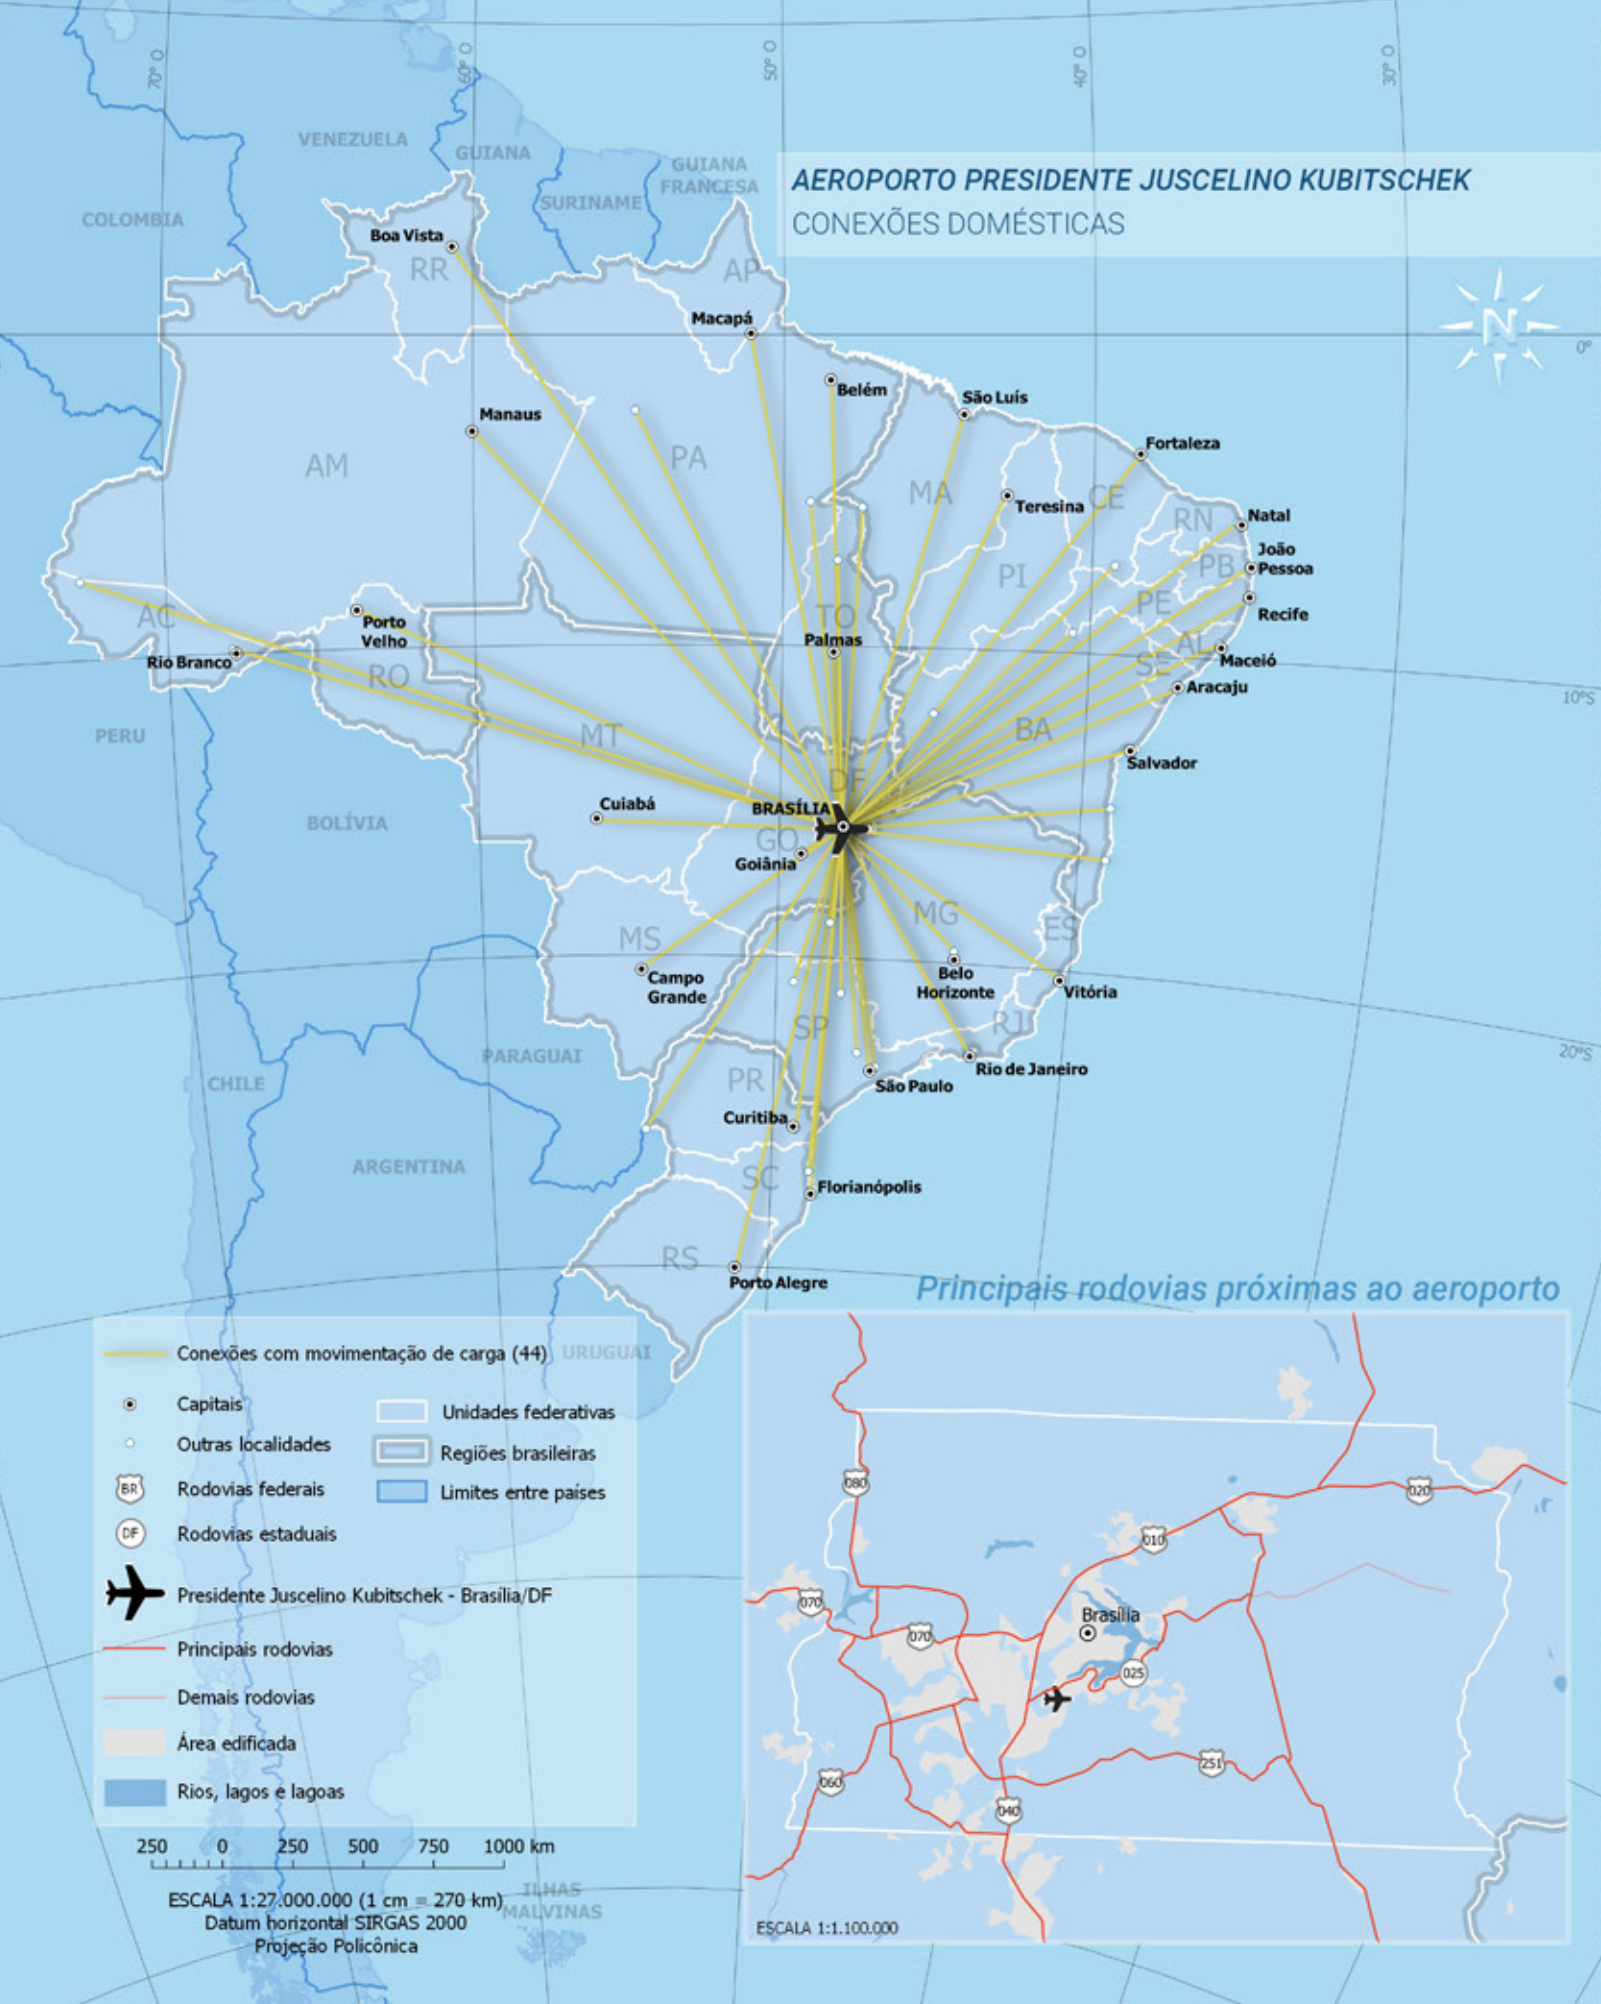 70° O
60° O
50° O
40° O
30° O
VENEZUELA
GUIANA
GUIANA
FRANCESA
SURINAME
COLOMBIA
AEROPORTO PRESIDENTE JUSCELINO KUBITSCHEK
CONEXÕES DOMÉSTICAS
Boa Vista
RR
AP
Macapá
N
0°
Belém
São Luís
Manaus
Fortaleza
AM
PA
MA
CE
Teresina
RN
Natal
João
Pessoa
PB
PI
PE
Recife
AC
TO
Porto
Velho
Palmas
AL
Maceió
SE
Rio Branco
RO
Aracaju
10°S
PERU
MT
BA
Salvador
DF
Cuiabá
BRASÍLIA
BOLÍVIA
GO
Goiânia
MG
ES
MS
Campo
Grande
Belo
Horizonte
Vitória
SP
RJ
20°S
PARAGUAI
CHILE
Rio de Janeiro
PR
São Paulo
Curitiba
ARGENTINA
SC
Florianópolis
RS
Porto Alegre
Principais rodovias próximas ao aeroporto
Conexões com movimentação de carga (44)
URUGUAI
Capitais
Unidades federativas
Outras localidades
Regiões brasileiras
BR
Rodovias federais
Limites entre países
DF
Rodovias estaduais
Presidente Juscelino Kubitschek - Brasília/DF
Principais rodovias
Demais rodovias
Área edificada
Rios, lagos e lagoas
250 0 250 500 750 1000 km
ESCALA 1:27.000.000 (1 cm = 270 km)
Datum horizontal SIRGAS 2000
Projeção Policônica
ILHAS
MALVINAS
080
020
010
070
070
Brasília
025
251
060
040
ESCALA 1:1.100.000